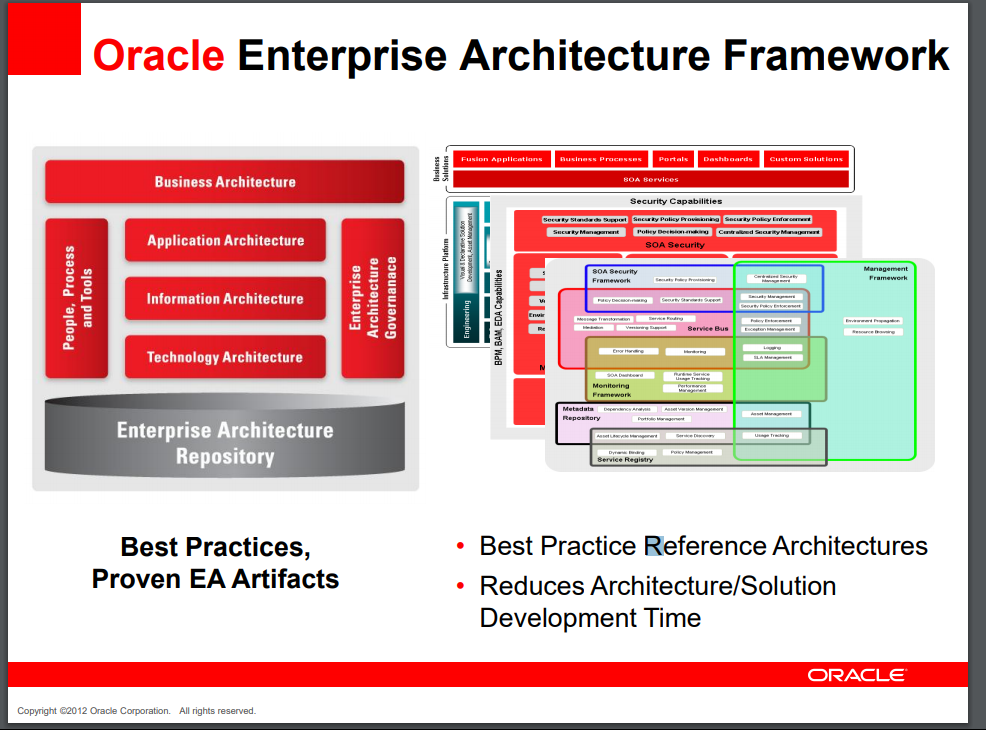 Oracle Enterprise Architecture Framework
Business Architecture
People, Process
and Tools
Application Architecture
Information Architecture
Technology Architecture
Enterprise
Architecture
Governanace
Enterprise Architecture
Repository
Business
Solutions
Fusion Applications
Business Processes
Portals
Dashboards
Custom Solutions
SOA Services
Infrastructure Platform
Visual & Declarative Solution
Development, Asset Management
Engineering
BPM, BAM, EDA Capabilities
Security Capabilities
Security Standards Support
Security Policy Provisioning
Security Policy Enforcement
Security Management
Policy Decision-making
Centralized Security Management
SOA Security
SOA Security
Framework
Security Policy Provisioning
Centralized Security
Management
Management
Framework
Policy Decision-making
Security Standards Support
Security Management
Security Policy Enforcement
Message Transformation
Service Routing
Mediation
Versioning Support
Service Bus
Policy Enforcement
Exception Management
Environment Propagation
Resource Browsing
Error Handling
Monitoring
Logging
SLA Management
SOA Dashboard
Runtime Service
Usage Tracking
Monitoring
Framework
Performance
Management
Metadata
Repository
Dependency Analysis
Asset Version Management
Portfolio Management
Asset Management
Asset Lifecycle Management
Service Discovery
Usage Tracking
Dynamic Binding
Policy Management
Service Registry
Best Practices,
Proven EA Artifacts
• Best Practice Reference Architectures
• Reduces Architecture/Solution
Development Time
ORACLE
Copyright ©2012 Oracle Corporation. All rights reserved.